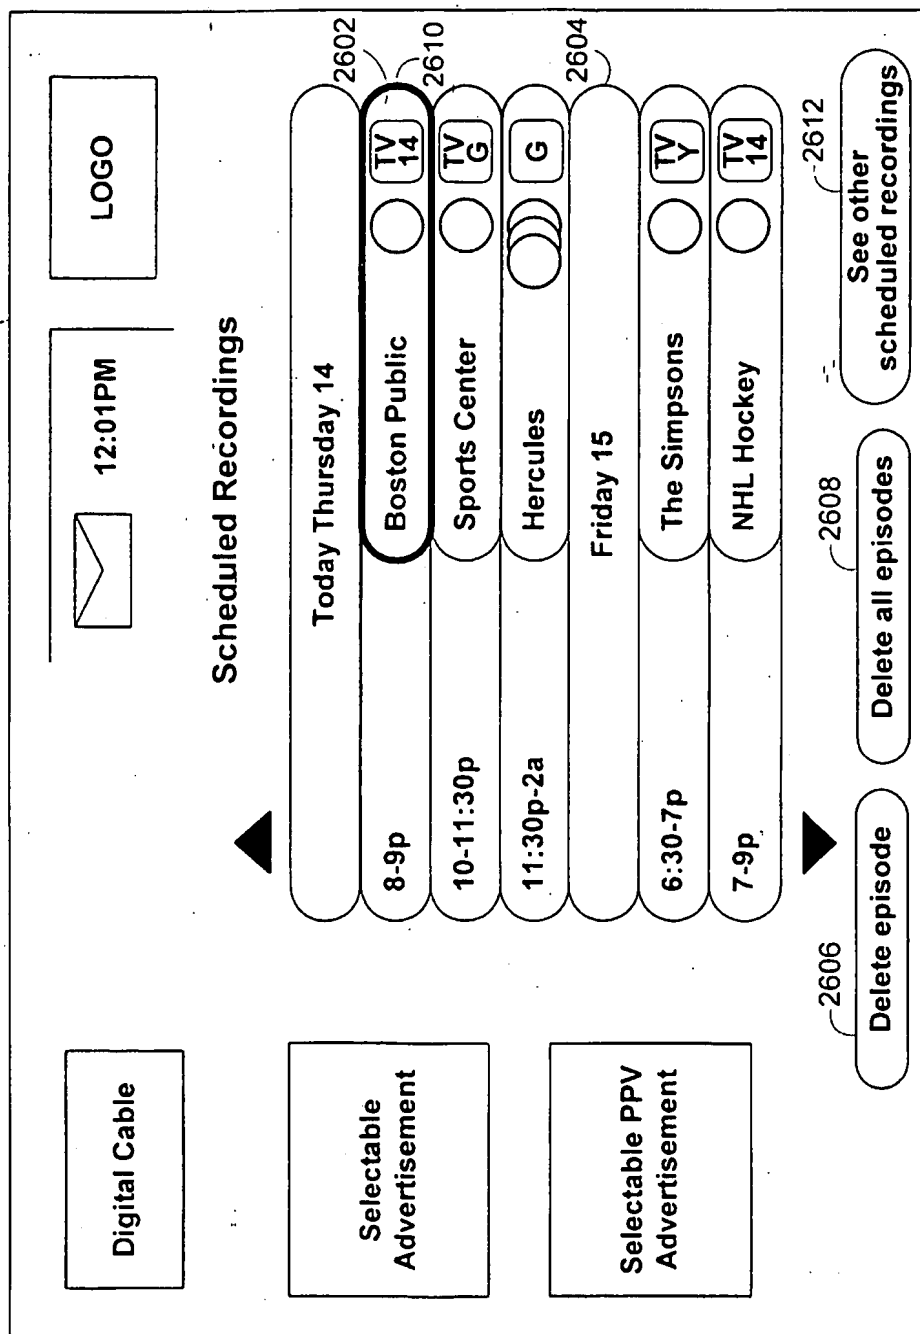 Digital Cable
12:01PM
LOGO
Scheduled Recordings
Selectable
Advertisement
Selectable PPV
Advertisement
Today Thursday 14
2602
8-9p Boston Public TV 14
2610
10-11:30p Sports Center TV G
11:30p-2a Hercules G
Friday 15
2604
6:30-7p The Simpsons TV Y
7-9p NHL Hockey TV 14
2606
Delete episode
2608
Delete all episodes
2612
See other
scheduled recordings